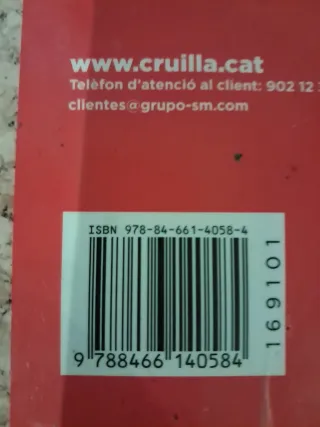 www.cruilla.cat
Telèfon d'atenció al client: 902 12
clientes@grupo-sm.com
ISBN 978-84-661-4058-4
9 788466 140584
169101